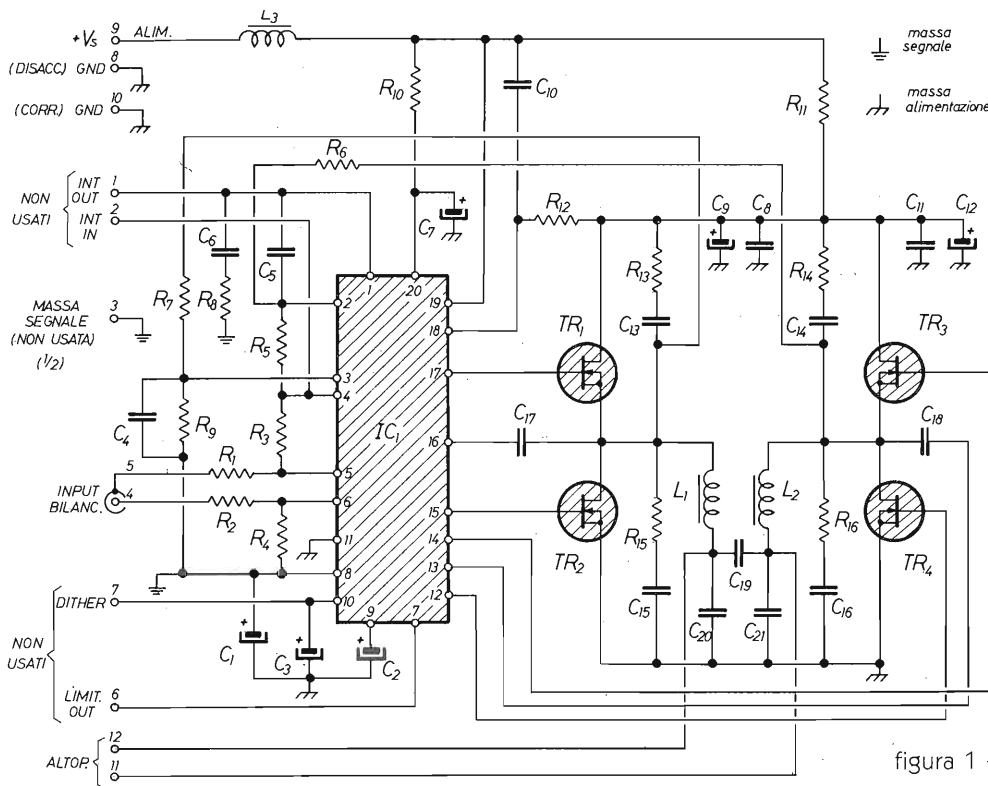 L3
+Vs 9 ALIM.
8
(DISACC.) GND
10
(CORR.) GND
massa
segnale
massa
alimentazione
R10
C10
R11
R6
INT
OUT 1
NON
USATI
2
INT
IN
C6
C5
C7
+
R12
C9
+
C8
C11
C12
+
R7
R8
R13
R14
C13
C14
MASSA
SEGNALE
(NON USATA)
(1/2)
3
R5
TR1
TR3
C4
R9
R3
IC1
C17
C18
5
INPUT
BILANC.
4
R1
R2
R4
L1
L2
TR2
R15
R16
TR4
C19
C15
C20
C21
C16
1
20
2
3
4
5
6
11
8
10
9
7
19
18
17
16
15
14
13
12
DITHER 7
NON
USATI
+
C1
+
C3
+
C2
LIMIT. 6
OUT
12
ALTOP.
11
figura 1 -